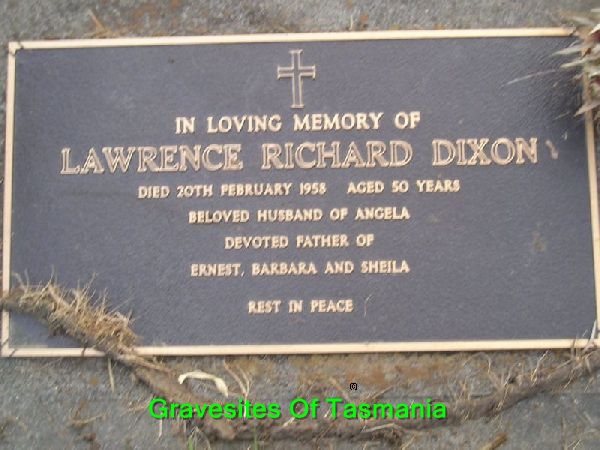 IN LOVING MEMORY OF
LAWRENCE RICHARD DIXON
DIED 20TH FEBRUARY 1958 AGED 50 YEARS
BELOVED HUSBAND OF ANGELA
DEVOTED FATHER OF
ERNEST, BARBARA AND SHEILA
REST IN PEACE
©
Gravesites Of Tasmania